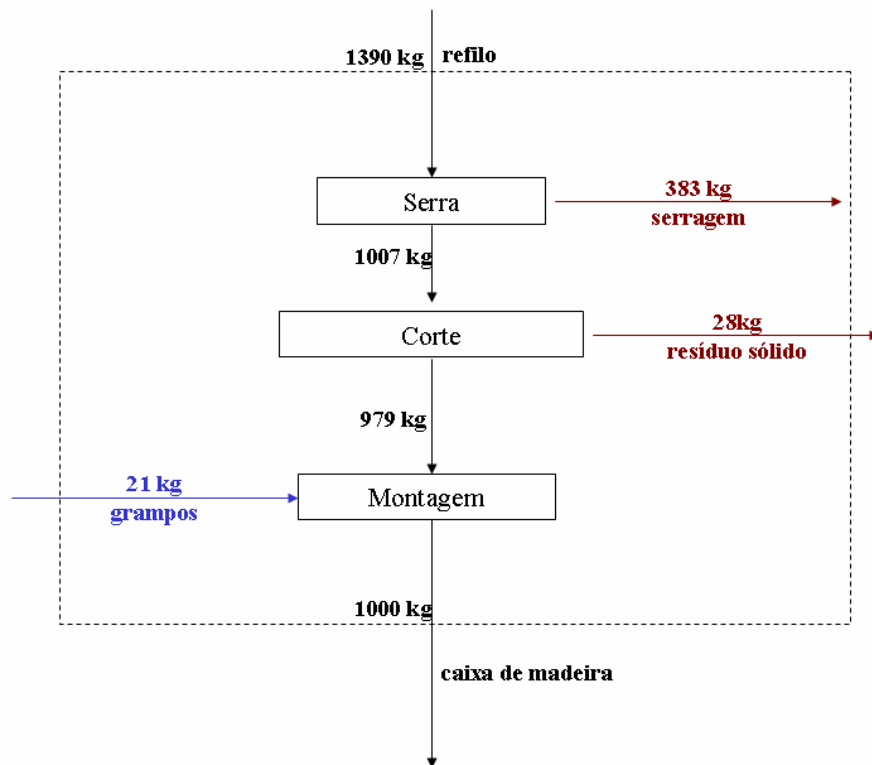 1390 kg refilo
Serra
383 kg
serragem
1007 kg
Corte
28kg
resíduo sólido
979 kg
21 kg
grampos
Montagem
1000 kg
caixa de madeira